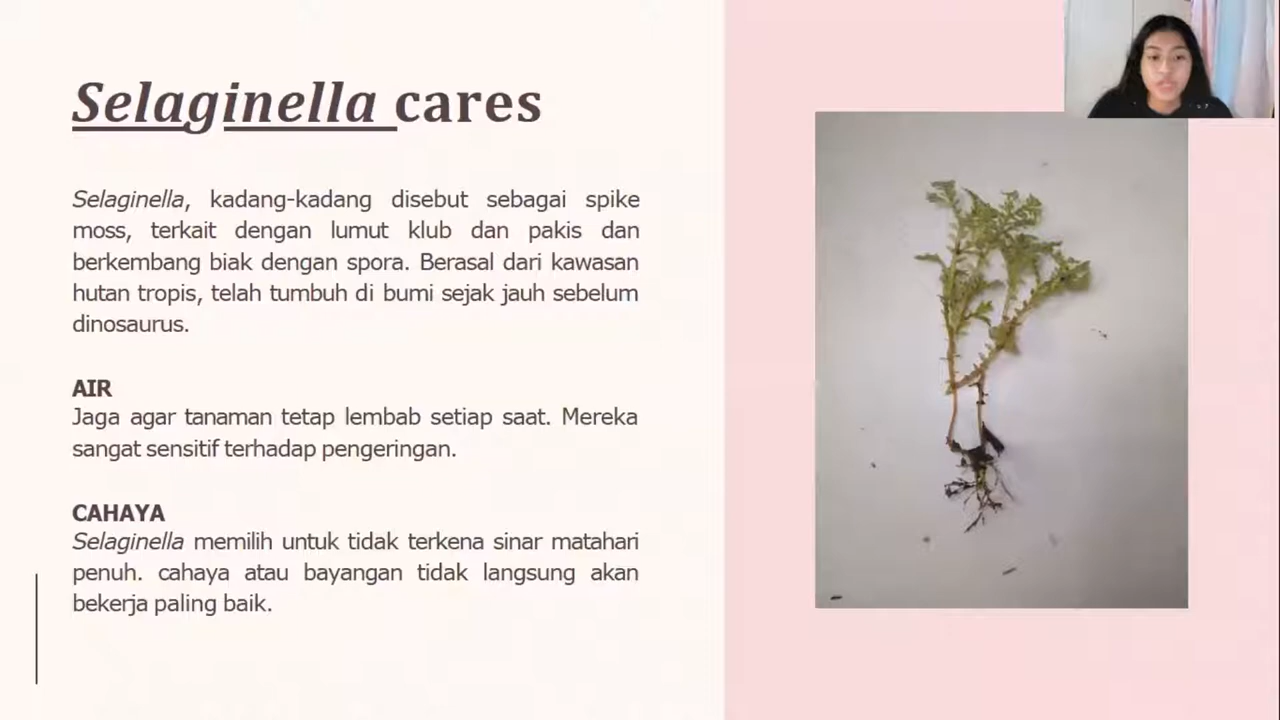 Selaginella cares
Selaginella, kadang-kadang disebut sebagai spike
moss, terkait dengan lumut klub dan pakis dan
berkembang biak dengan spora. Berasal dari kawasan
hutan tropis, telah tumbuh di bumi sejak jauh sebelum
dinosaurus.
AIR
Jaga agar tanaman tetap lembab setiap saat. Mereka
sangat sensitif terhadap pengeringan.
CAHAYA
Selaginella memilih untuk tidak terkena sinar matahari
penuh. cahaya atau bayangan tidak langsung akan
bekerja paling baik.